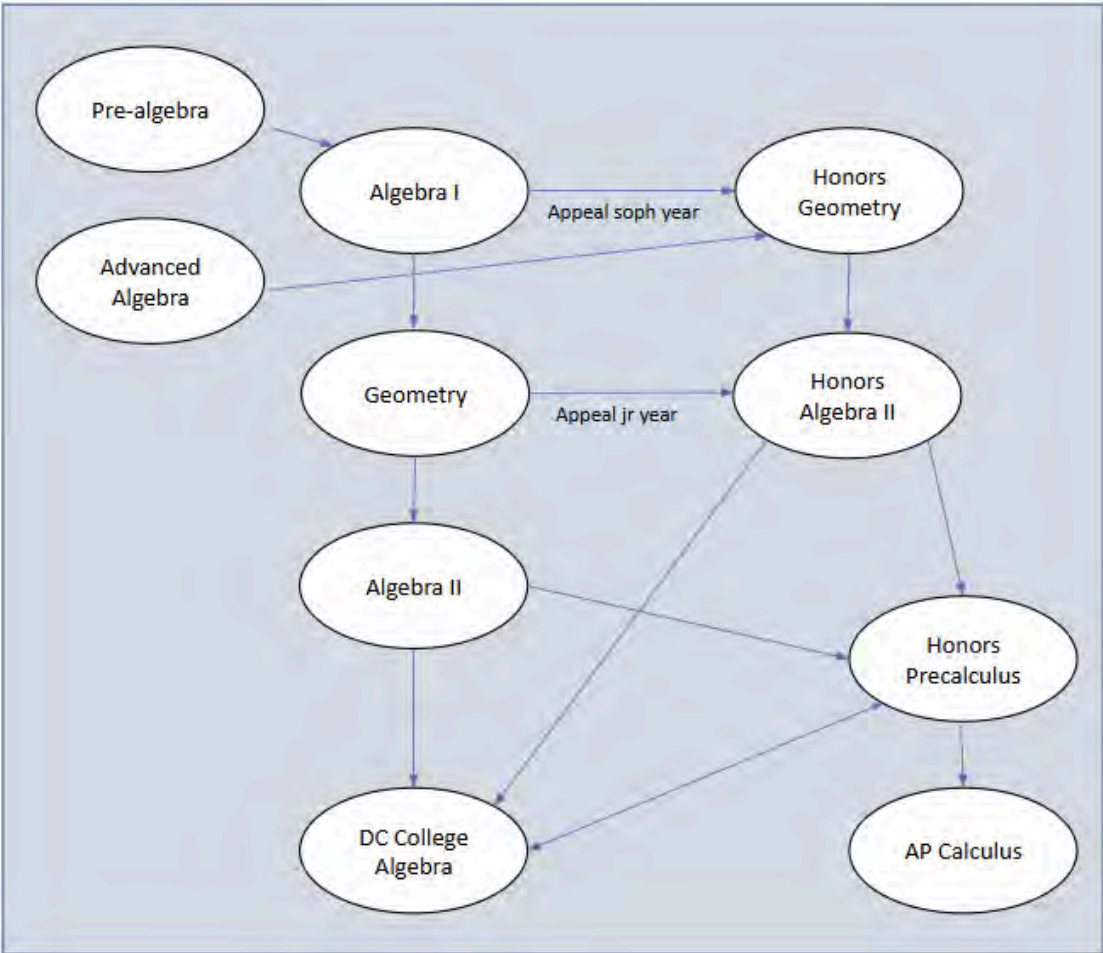 Pre-algebra
Algebra I
Honors
Geometry
Appeal soph year
Advanced
Algebra
Geometry
Honors
Algebra II
Appeal jr year
Algebra II
Honors
Precalculus
DC College
Algebra
AP Calculus